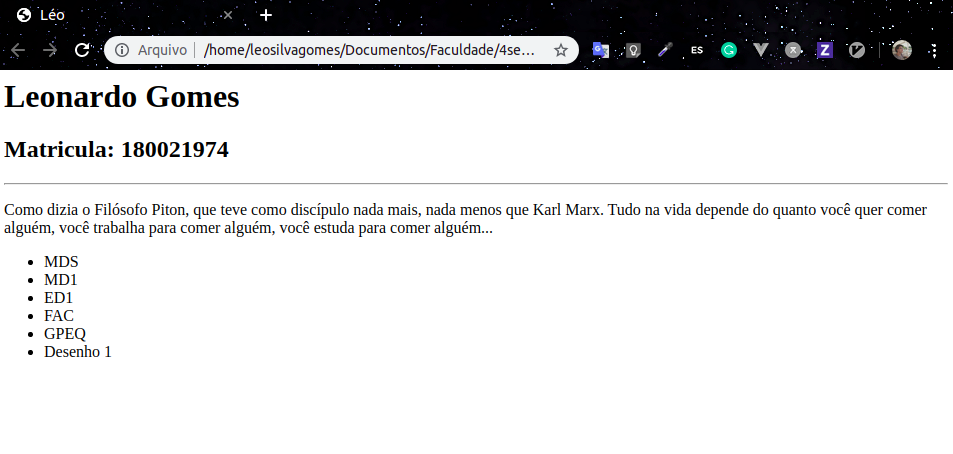 Léo
Arquivo /home/leosilvagomes/Documentos/Faculdade/4se...
ES
Z
Leonardo Gomes
Matricula: 180021974
Como dizia o Filósofo Piton, que teve como discípulo nada mais, nada menos que Karl Marx. Tudo na vida depende do quanto você quer comer
alguém, você trabalha para comer alguém, você estuda para comer alguém...
MDS
MD1
ED1
FAC
GPEQ
Desenho 1